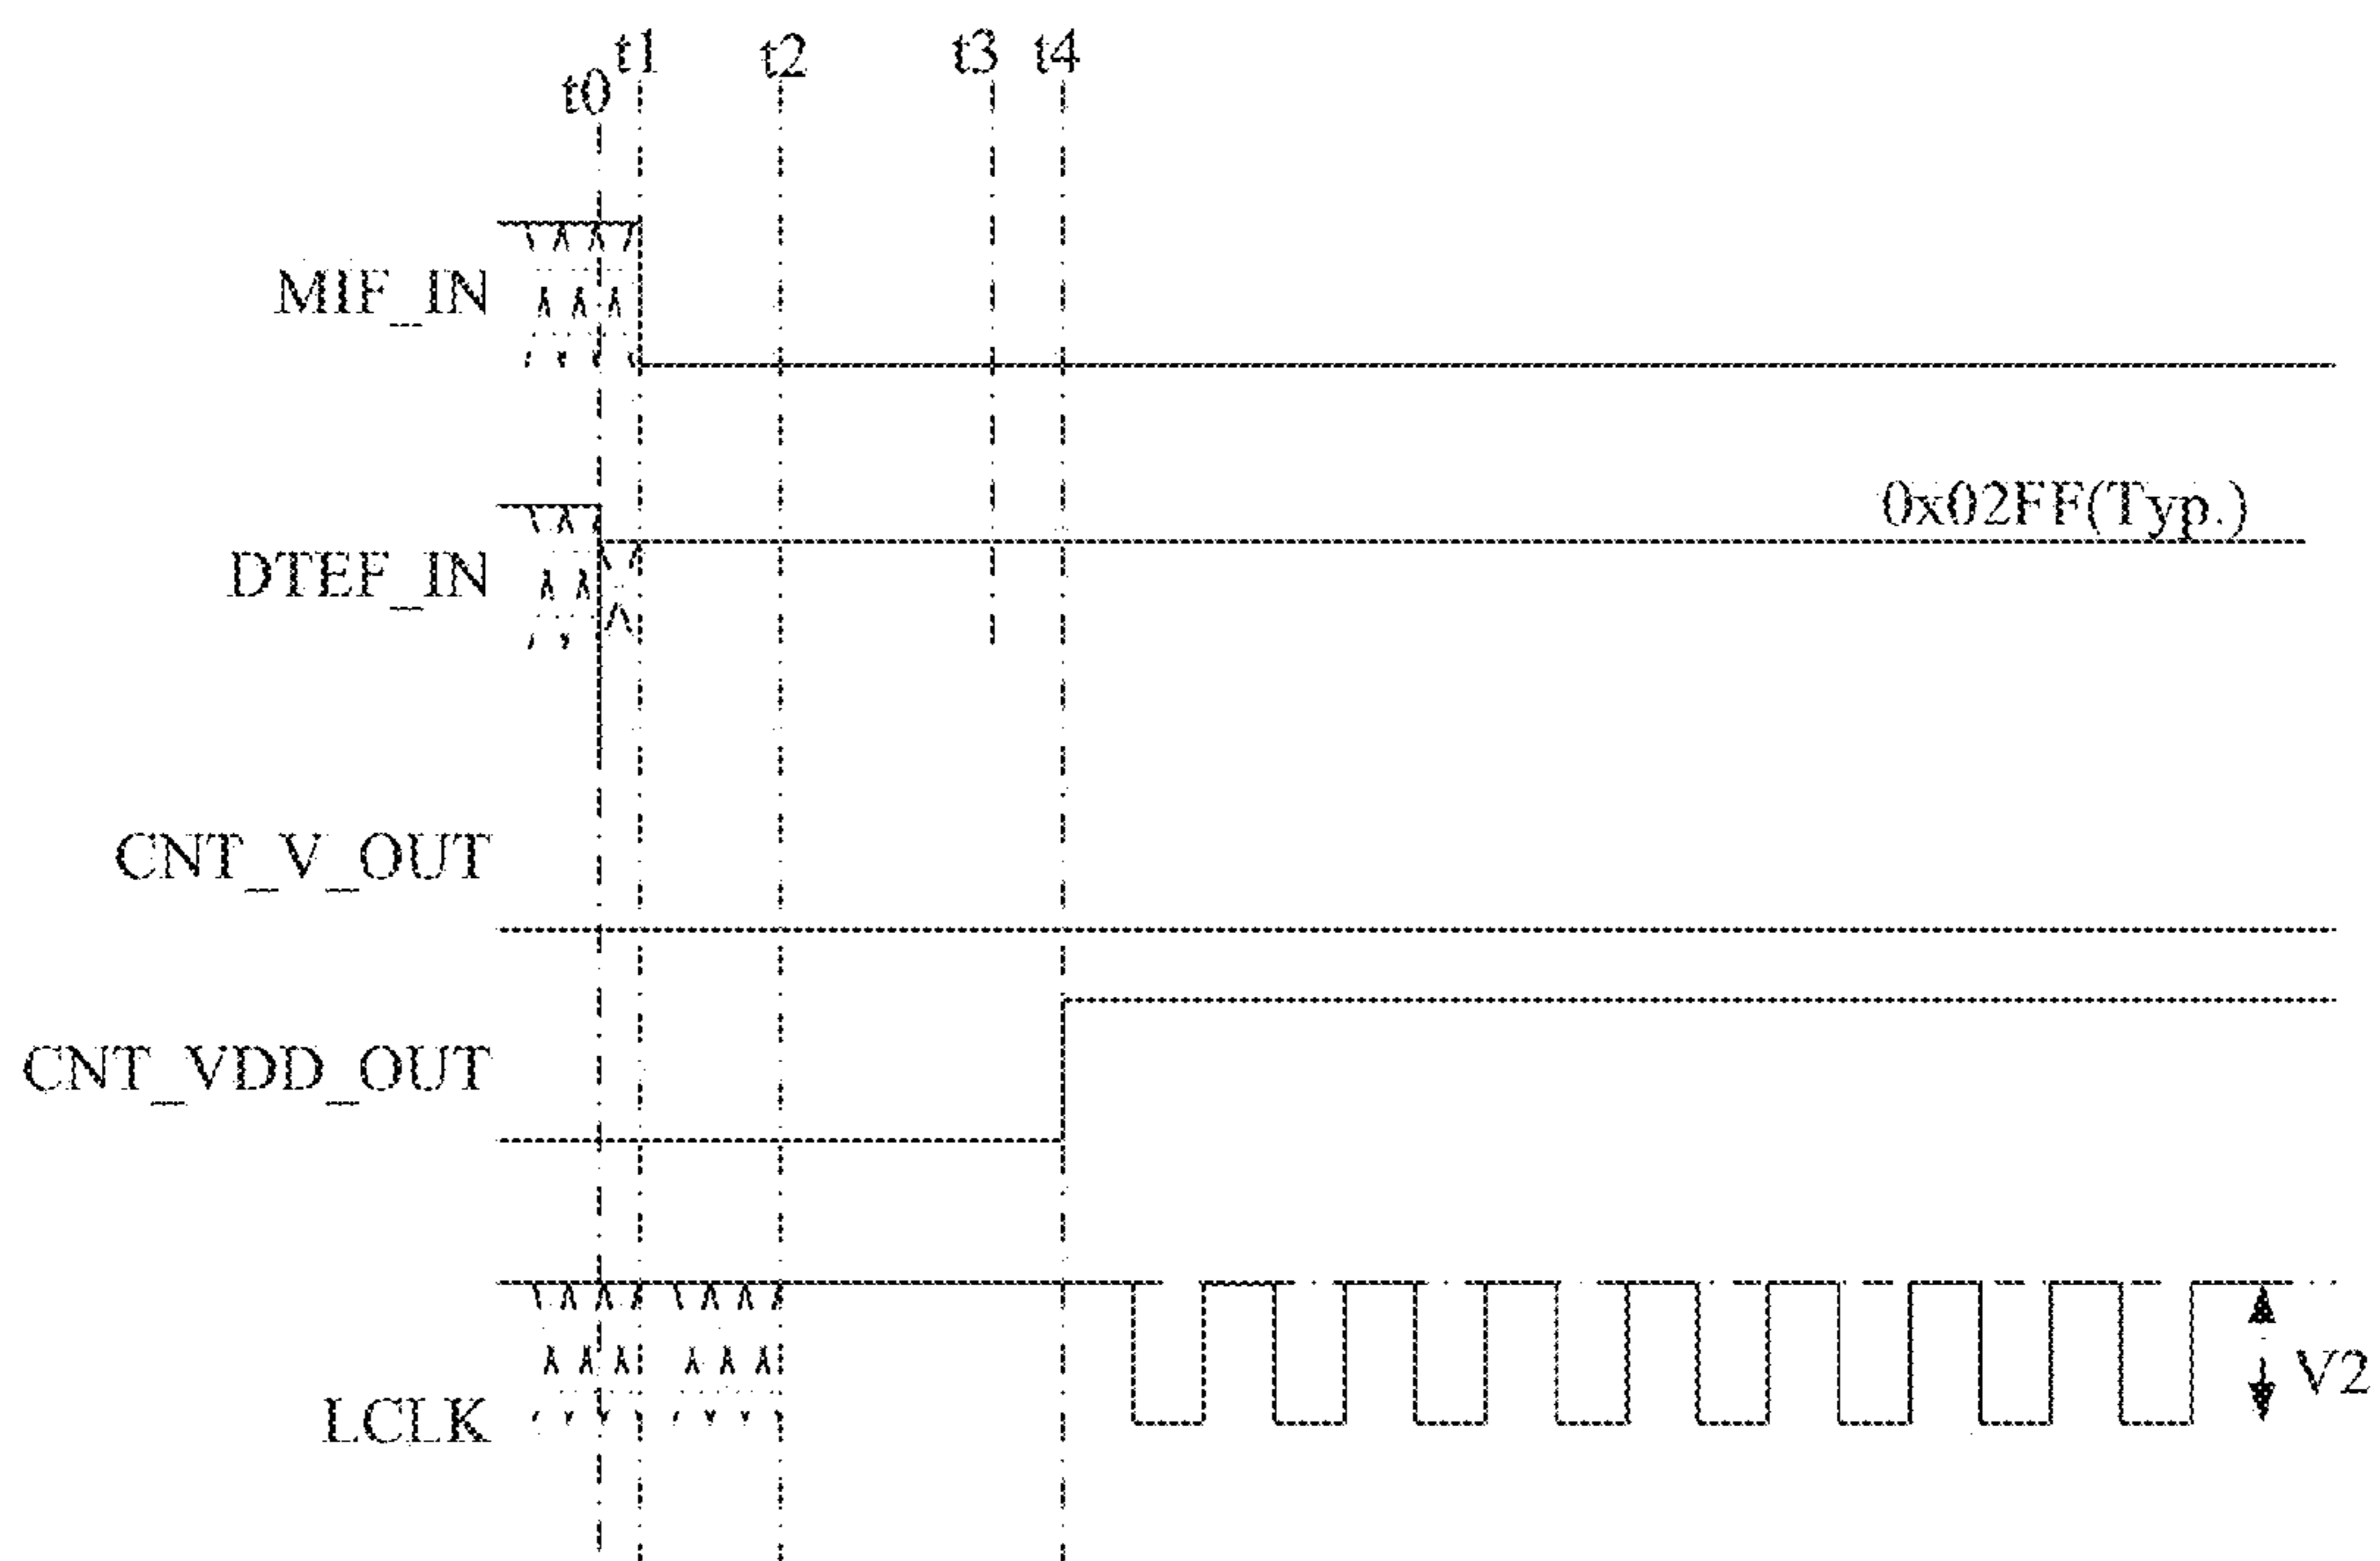 t0 t1 t2 t3 t4
MIF_IN
0x02FF(Typ.)
DTEF_IN
CNT_V_OUT
CNT_VDD_OUT
V2
LCLK